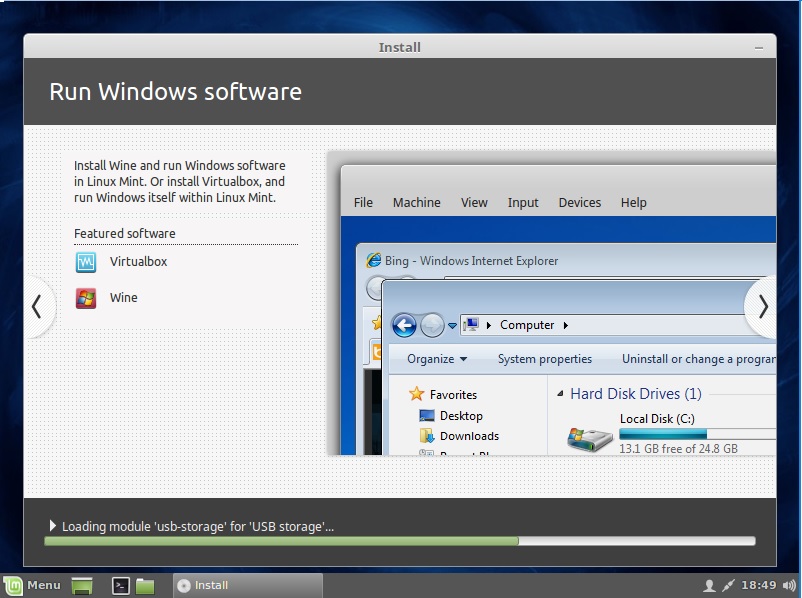 Install
Run Windows software
Install Wine and run Windows software
in Linux Mint. Or install Virtualbox, and
run Windows itself within Linux Mint.
Featured software
Virtualbox
Wine
File Machine View Input Devices Help
Bing - Windows Internet Explorer
Computer
Organize System properties Uninstall or change a progra
Favorites
Desktop
Downloads
Hard Disk Drives (1)
Local Disk (C:)
13.1 GB free of 24.8 GB
Loading module 'usb-storage' for 'USB storage'...
Menu Install 18:49